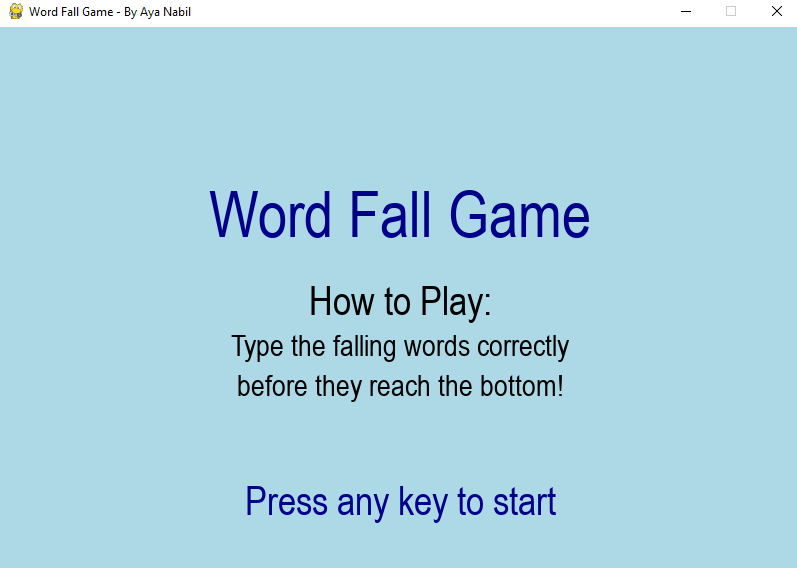 Word Fall Game - By Aya Nabil
Word Fall Game
How to Play:
Type the falling words correctly
before they reach the bottom!
Press any key to start